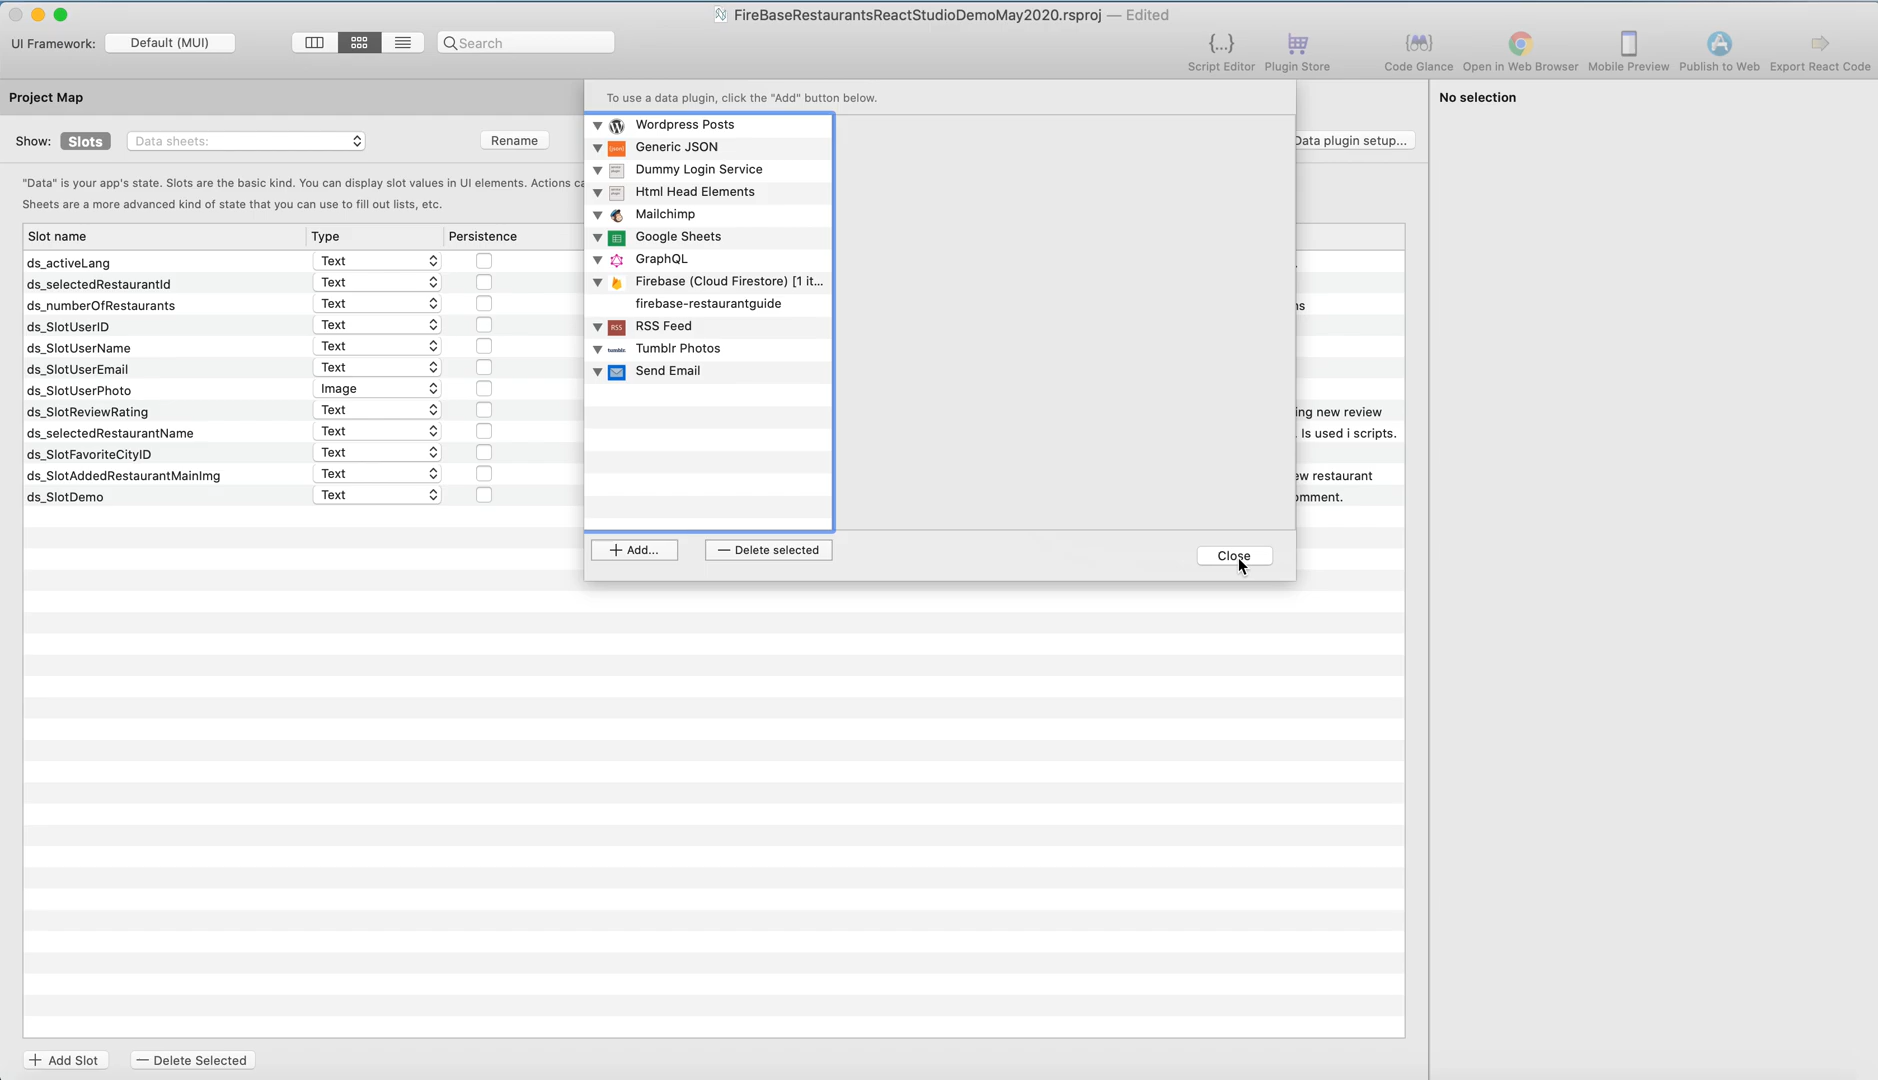 FireBaseRestaurantsReactStudioDemoMay2020.rsproj — Edited
UI Framework: Default (MUI) Search
Script Editor Plugin Store Code Glance Open in Web Browser Mobile Preview Publish to Web Export React Code
Project Map
No selection
To use a data plugin, click the "Add" button below.
Show: Slots Data sheets: Rename Data plugin setup...
"Data" is your app's state. Slots are the basic kind. You can display slot values in UI elements. Actions
Sheets are a more advanced kind of state that you can use to fill out lists, etc.
Slot name Type Persistence
ds_activeLang Text
ds_selectedRestaurantId Text
ds_numberOfRestaurants Text
ds_SlotUserID Text
ds_SlotUserName Text
ds_SlotUserEmail Text
ds_SlotUserPhoto Image
ds_SlotReviewRating Text
ing new review
ds_selectedRestaurantName Text
. Is used i scripts.
ds_SlotFavoriteCityID Text
ds_SlotAddedRestaurantMainImg Text
ew restaurant
ds_SlotDemo Text
omment.
Wordpress Posts
Generic JSON
{json}
Dummy Login Service
Html Head Elements
Mailchimp
Google Sheets
GraphQL
Firebase (Cloud Firestore) [1 it...
firebase-restaurantguide
RSS RSS Feed
tumblr. Tumblr Photos
Send Email
+ Add... — Delete selected Close
+ Add Slot — Delete Selected